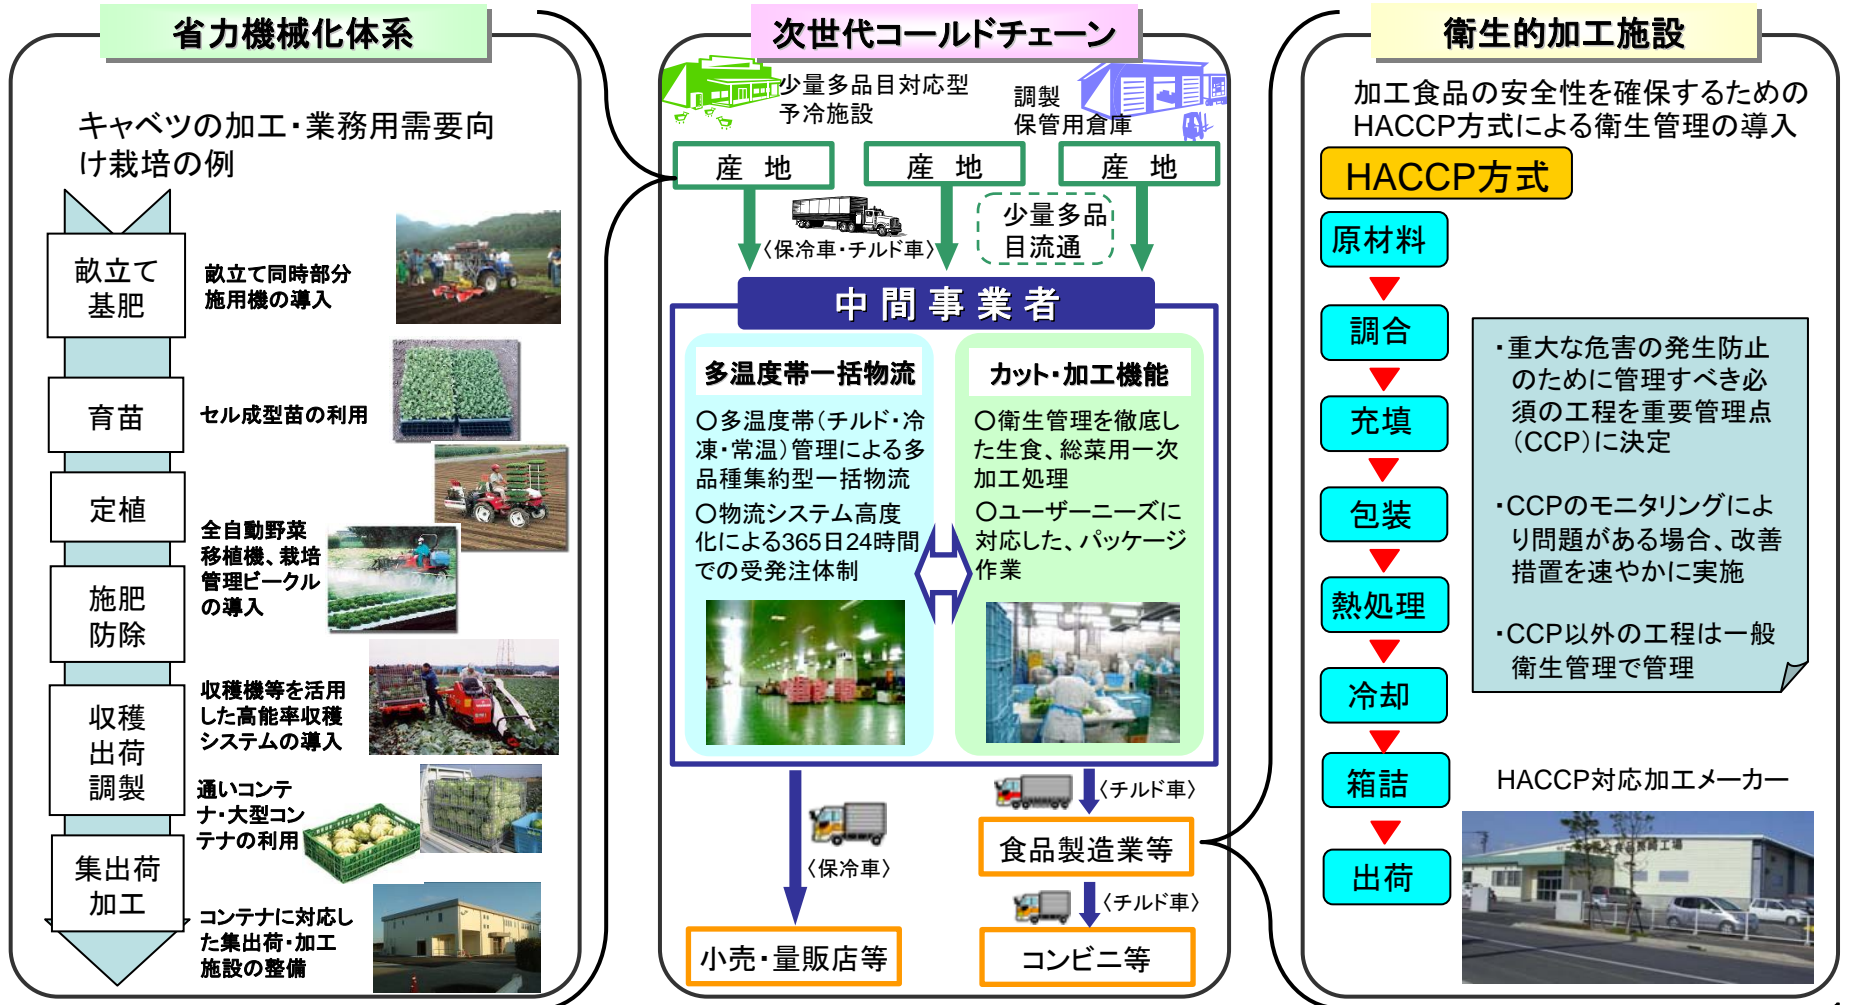 省力機械化体系
キャベツの加工・業務用需要向
け栽培の例
畝立て
基肥
畝立て同時部分
施用機の導入
育苗
セル成型苗の利用
定植
全自動野菜
移植機、栽培
管理ビークル
の導入
施肥
防除
収穫
出荷
調製
収穫機等を活用
した高能率収穫
システムの導入
通いコンテ
ナ・大型コン
テナの利用
集出荷
加工
コンテナに対応し
た集出荷・加工
施設の整備
次世代コールドチェーン
少量多品目対応型
予冷施設
調製
保管用倉庫
産 地
産 地
産 地
〈保冷車・チルド車〉
少量多品
目流通
中間事業者
多温度帯一括物流
○多温度帯(チルド・冷
凍・常温)管理による多
品種集約型一括物流
○物流システム高度
化による365日24時間
での受発注体制
カット・加工機能
○衛生管理を徹底し
た生食、総菜用一次
加工処理
○ユーザーニーズに
対応した、パッケージ
作業
〈保冷車〉
小売・量販店等
〈チルド車〉
食品製造業等
〈チルド車〉
コンビニ等
衛生的加工施設
加工食品の安全性を確保するための
HACCP方式による衛生管理の導入
HACCP方式
原材料
調合
充填
包装
熱処理
冷却
箱詰
出荷
・重大な危害の発生防止
のために管理すべき必
須の工程を重要管理点
(CCP)に決定
・CCPのモニタリングによ
り問題がある場合、改善
措置を速やかに実施
・CCP以外の工程は一般
衛生管理で管理
HACCP対応加工メーカー